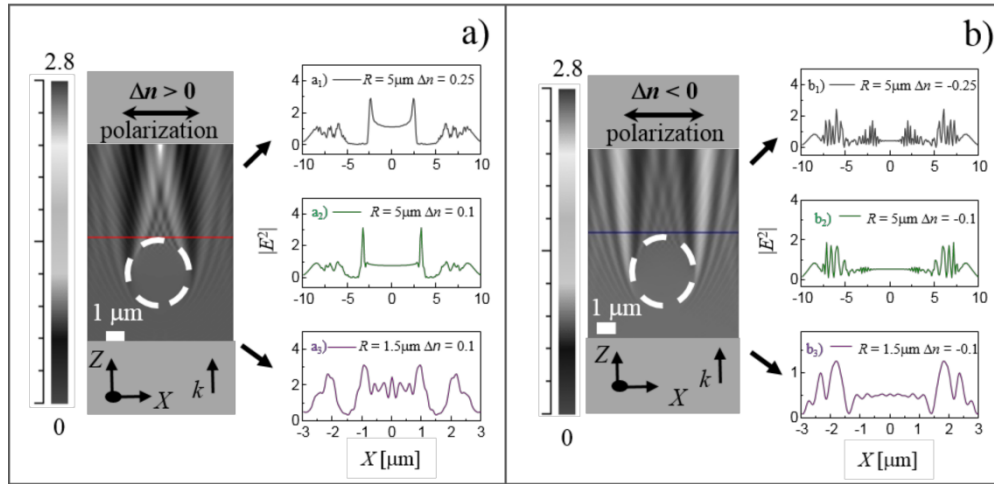 a)
2.8
Δn > 0
polarization
1 μm
Z
X
k
0
a₁) R = 5μm Δn = 0.25
4
2
0
-10 -5 0 5 10
|E²|
a₂) R = 5μm Δn = 0.1
4
2
0
-10 -5 0 5 10
a₃) R = 1.5μm Δn = 0.1
4
2
0
-3 -2 -1 0 1 2 3
X [μm]
b)
2.8
Δn < 0
polarization
1 μm
Z
X
k
0
b₁) R = 5μm Δn = -0.25
4
2
0
-10 -5 0 5 10
|E²|
b₂) R = 5μm Δn = -0.1
4
2
0
-10 -5 0 5 10
b₃) R = 1.5μm Δn = -0.1
1
0
-3 -2 -1 0 1 2 3
X [μm]